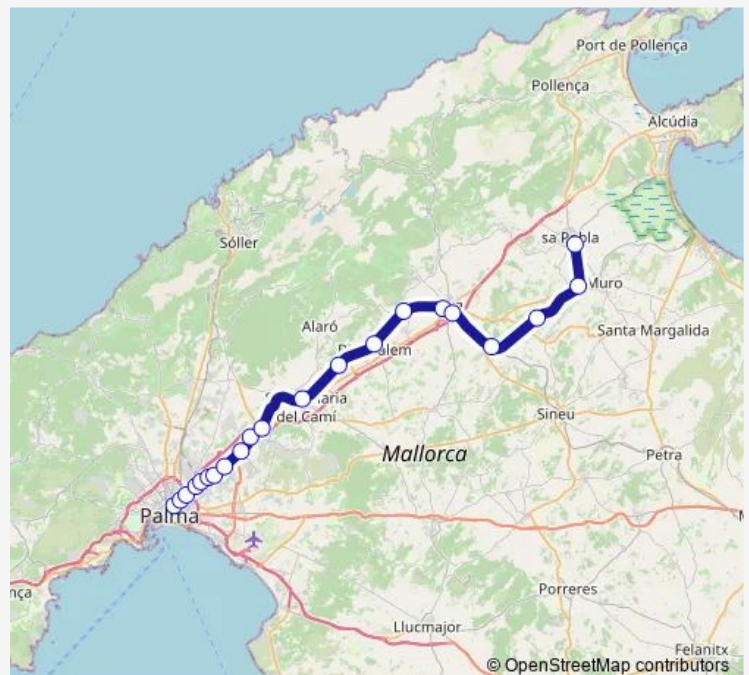 Port de Pollença
Pollença
Alcúdia
Sóller
sa Pobla
Muro
Alaró
Santa Margalida
del Camí
Sineu
Mallorca
Petra
Palma
Porreres
Llucmajor
Felanitx
© OpenStreetMap contributors